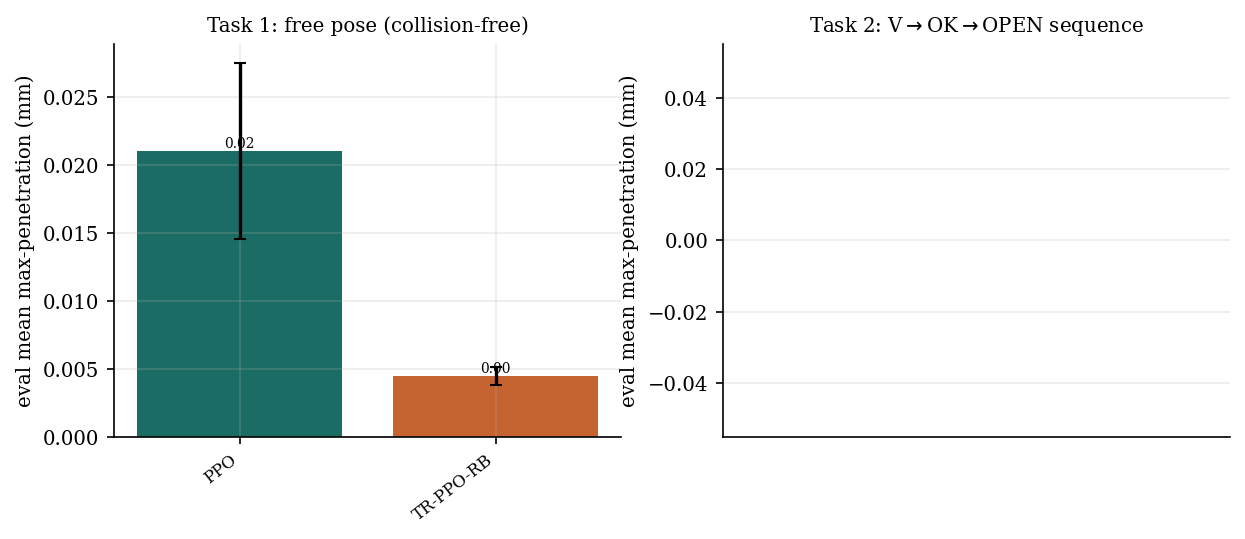 Task 1: free pose (collision-free)
eval mean max-penetration (mm)
0.025
0.020
0.015
0.010
0.005
0.000
0.02
0.00
PPO
TR-PPO-RB
Task 2: V→OK→OPEN sequence
eval mean max-penetration (mm)
0.04
0.02
0.00
−0.02
−0.04